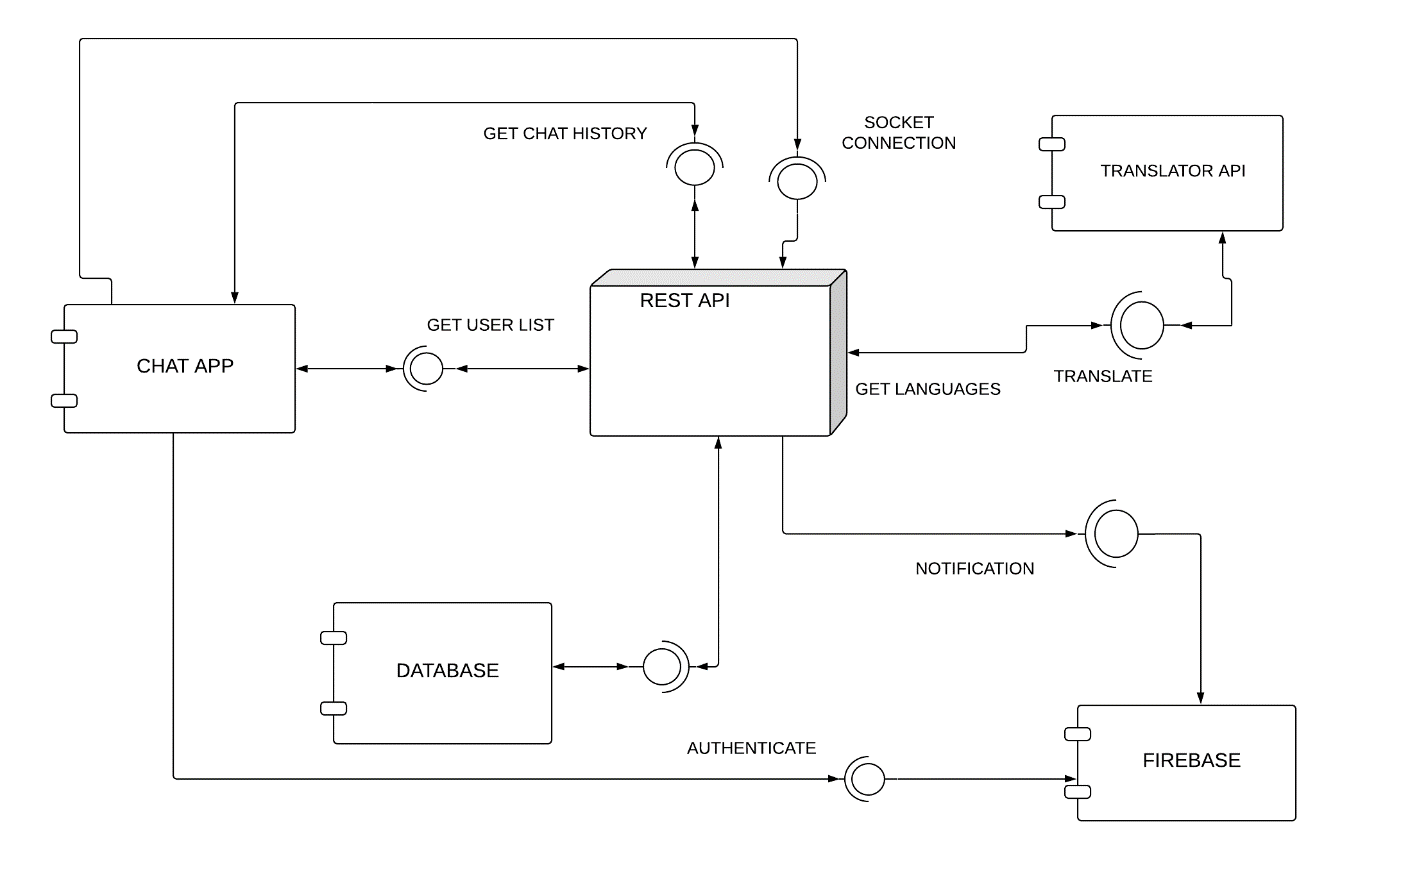 SOCKET
CONNECTION
GET CHAT HISTORY
TRANSLATOR API
REST API
GET USER LIST
CHAT APP
TRANSLATE
GET LANGUAGES
NOTIFICATION
DATABASE
AUTHENTICATE
FIREBASE